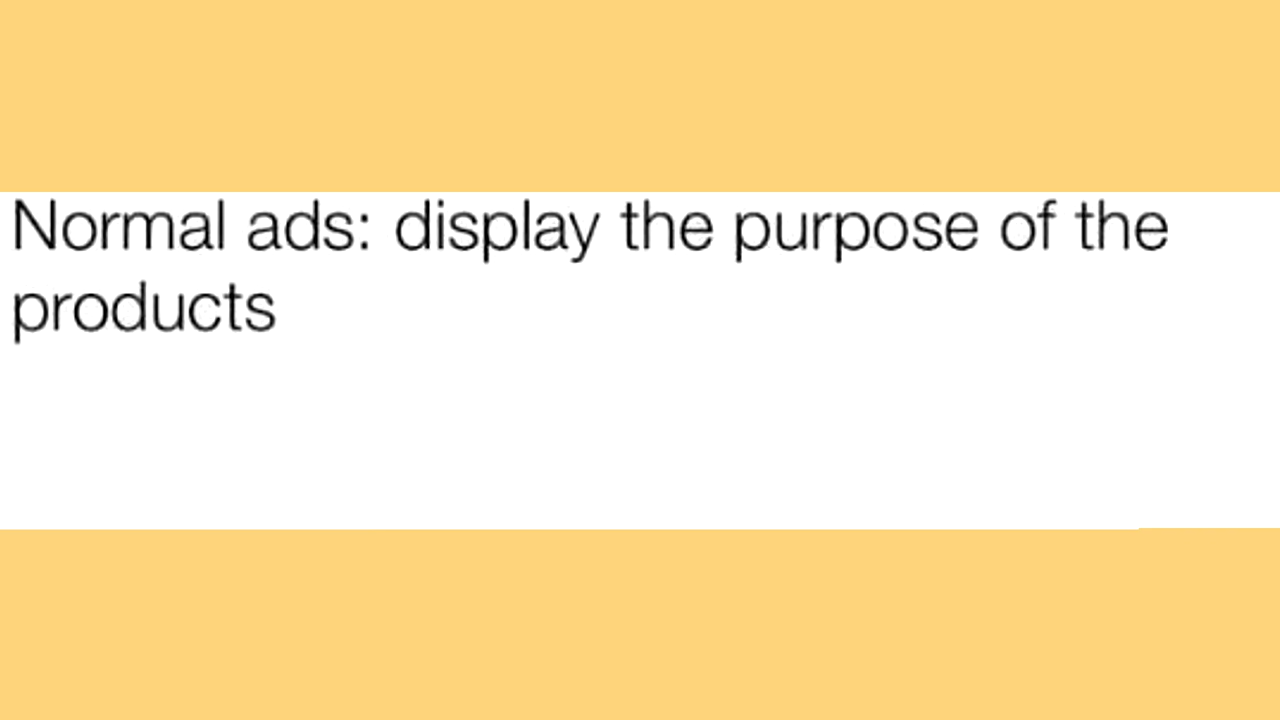 Normal ads: display the purpose of the
products